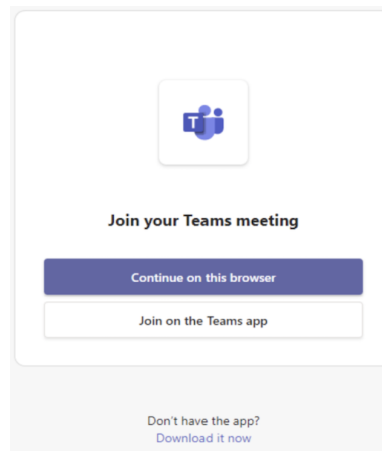 T
Join your Teams meeting
Continue on this browser
Join on the Teams app
Don't have the app?
Download it now